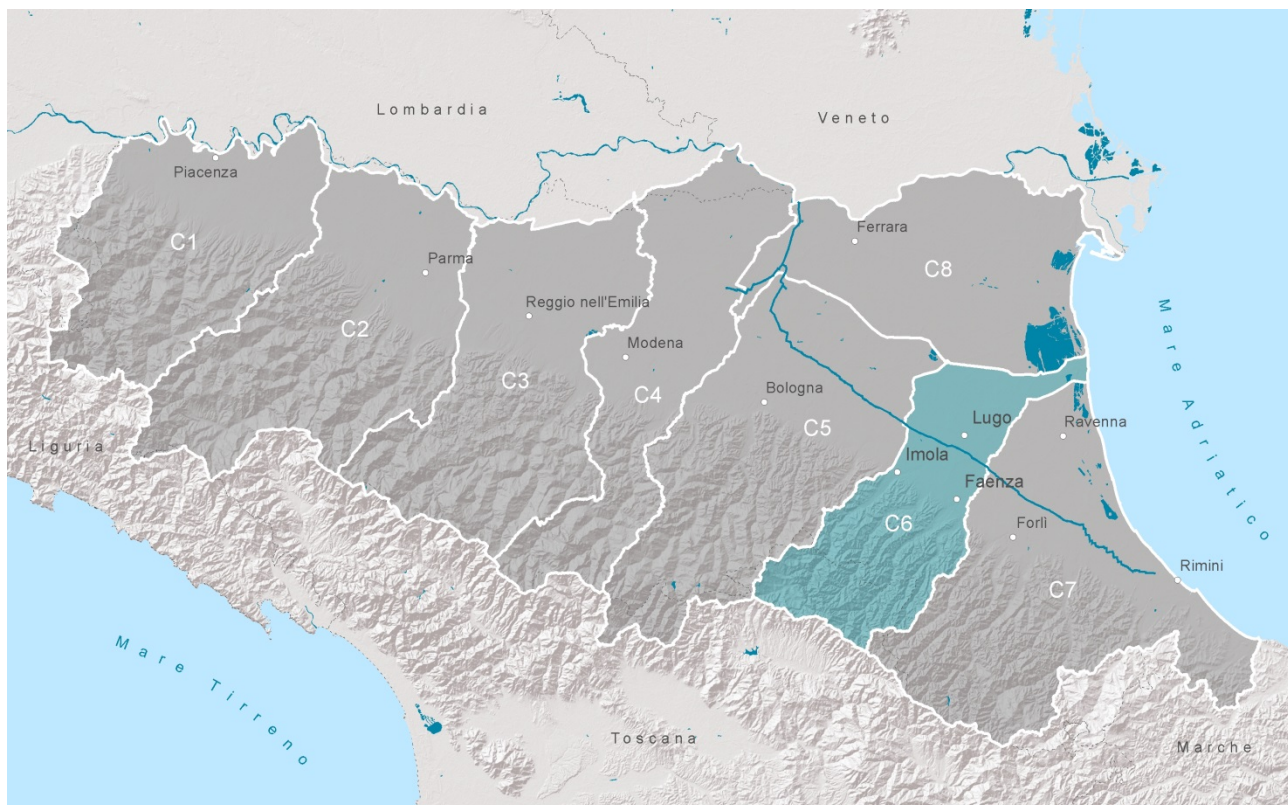 Lombardia
Veneto
Piacenza
Ferrara
C1
Parma
C8
Reggio nell'Emilia
C2
Modena
C3
C4
Bologna
C5
Lugo
Ravenna
Liguria
Imola
Faenza
C6
Forlì
Rimini
C7
Mare Adriatico
Mare Tirreno
Toscana
Marche